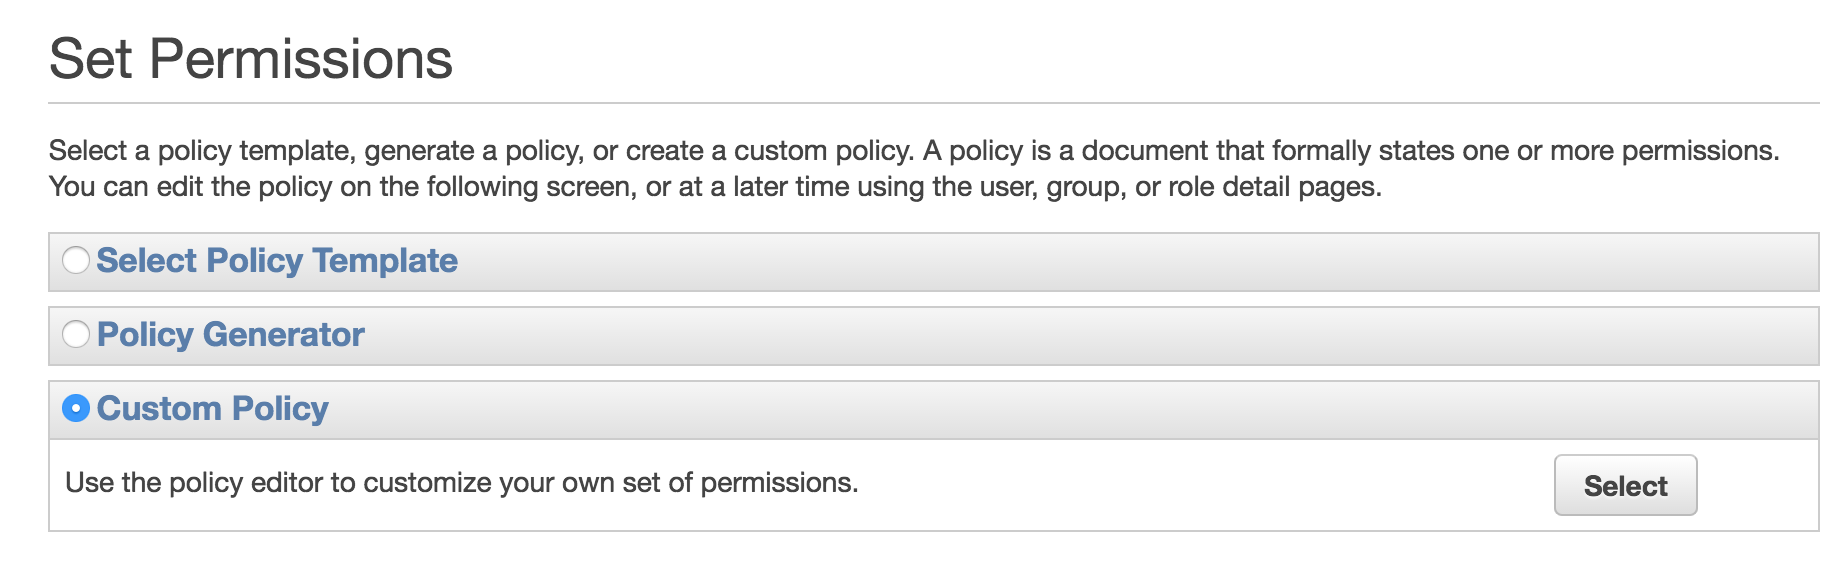 Set Permissions
Select a policy template, generate a policy, or create a custom policy. A policy is a document that formally states one or more permissions.
You can edit the policy on the following screen, or at a later time using the user, group, or role detail pages.
Select Policy Template
Policy Generator
Custom Policy
Use the policy editor to customize your own set of permissions.
Select